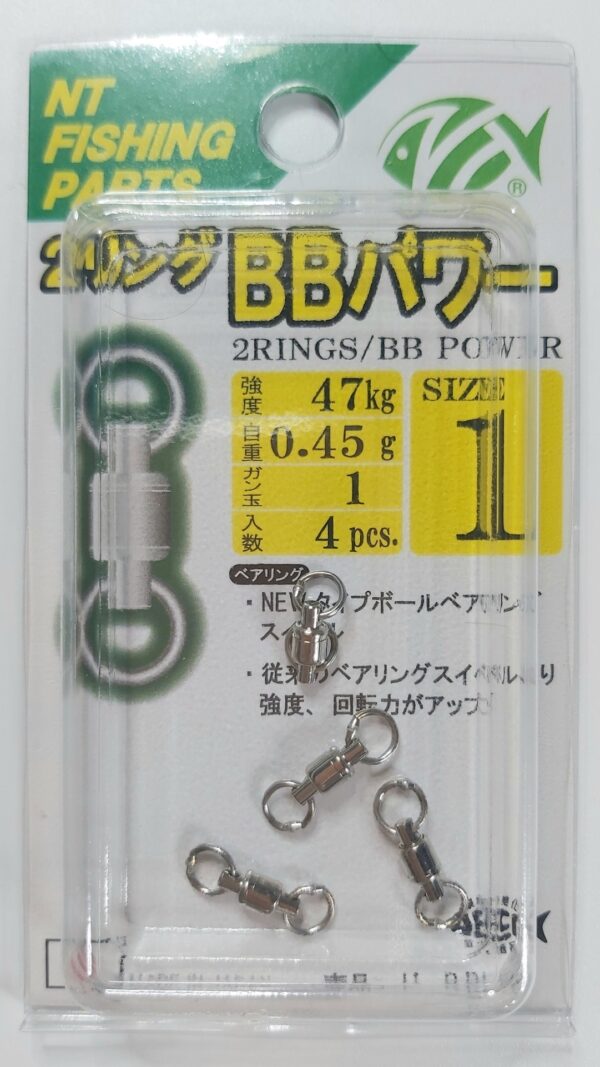 NT
FISHING
PARTS
®
2リング BBパワー
2RINGS/BB POWER
強度 47kg
自重 0.45 g
ガン玉 1
入数 4 pcs.
SIZE
1
ベアリング
・NEWタイプボールベアリング
スイベル
・従来のベアリングスイベルより
強度、回転力がアップ